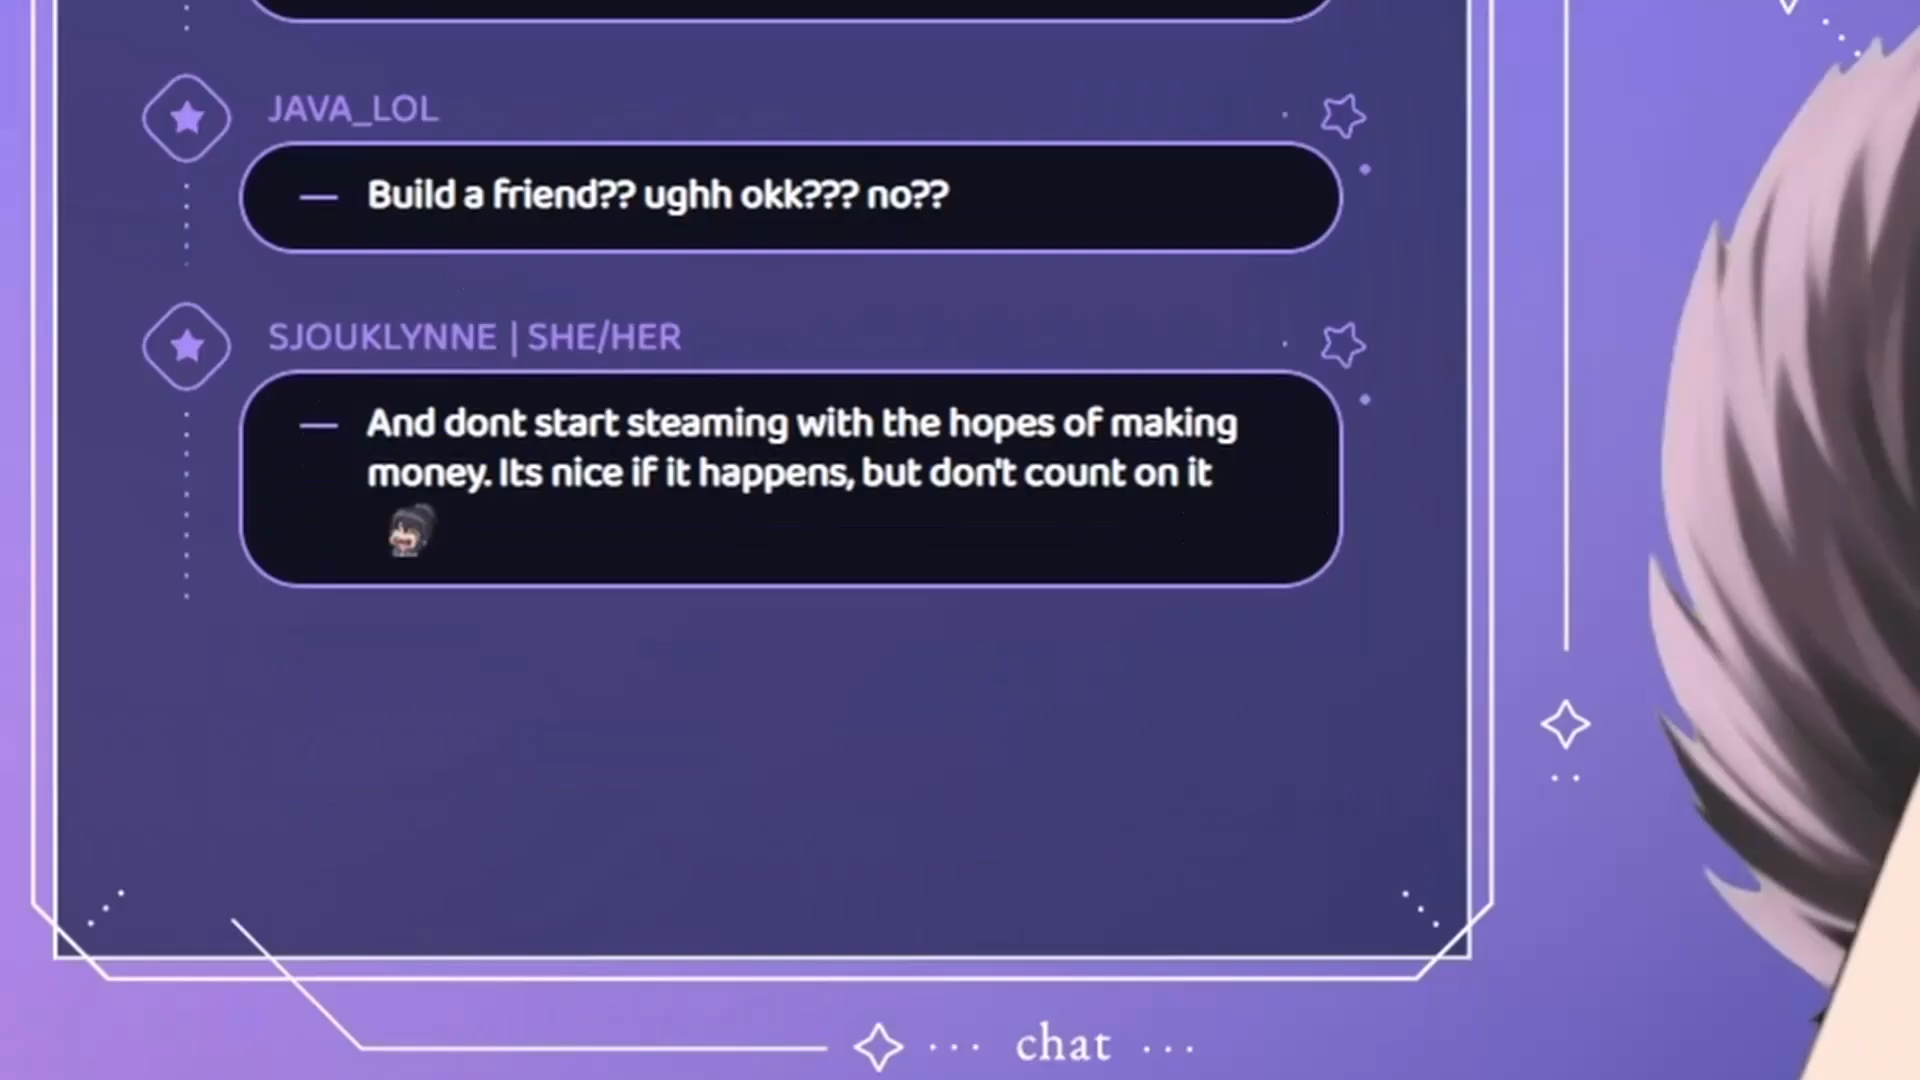 JAVA_LOL
— Build a friend?? ughh okk??? no??
SJOUKLYNNE | SHE/HER
— And dont start steaming with the hopes of making
money. Its nice if it happens, but don't count on it
chat